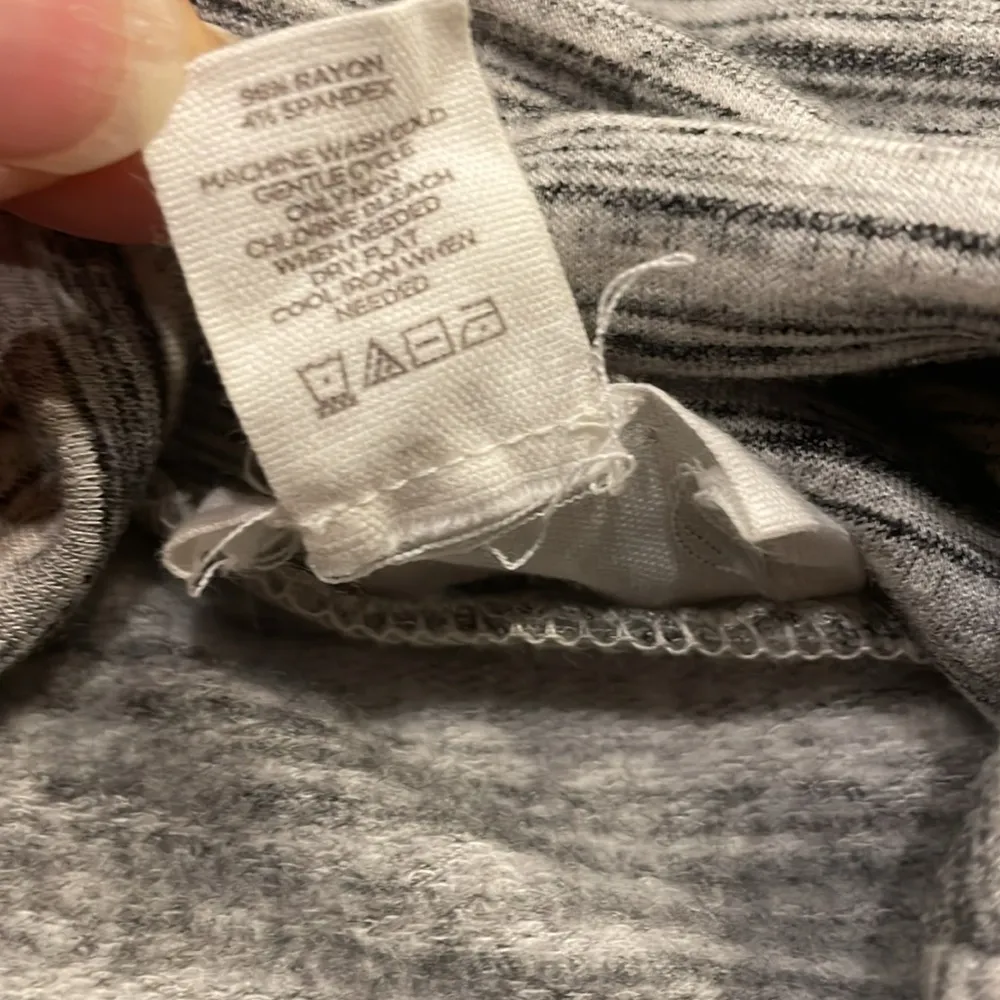 96% RAYON
4% SPANDEX
MACHINE WASH COLD
GENTLE CYCLE
ONLY NON
CHLORINE BLEACH
WHEN NEEDED
DRY FLAT
COOL IRON WHEN
NEEDED